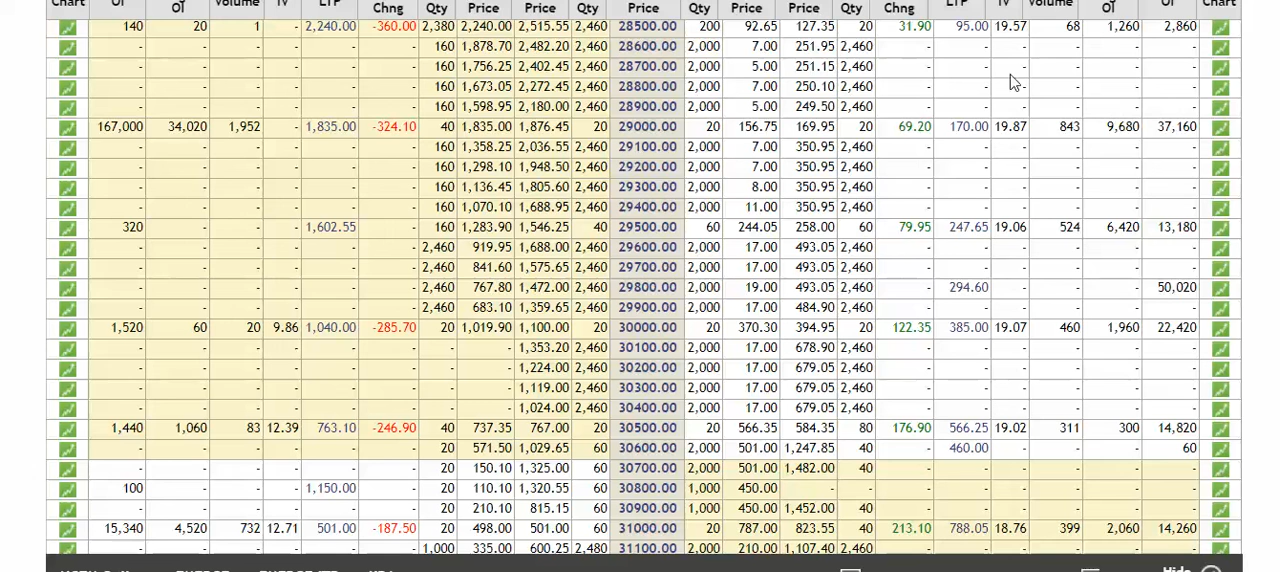 Chart OI OI Volume IV LTP Chng Qty Price Price Qty Price Qty Price Price Qty Chng LTP IV Volume OI OI Chart
140 20 1 - 2,240.00 -360.00 2,380 2,240.00 2,515.55 2,460 28500.00 200 92.65 127.35 20 31.90 95.00 19.57 68 1,260 2,860
- - - - - - 160 1,878.70 2,482.20 2,460 28600.00 2,000 7.00 251.95 2,460 - - - - - -
- - - - - - 160 1,756.25 2,402.45 2,460 28700.00 2,000 5.00 251.15 2,460 - - - - - -
- - - - - - 160 1,673.05 2,272.45 2,460 28800.00 2,000 7.00 250.10 2,460 - - - - - -
- - - - - - 160 1,598.95 2,180.00 2,460 28900.00 2,000 5.00 249.50 2,460 - - - - - -
167,000 34,020 1,952 - 1,835.00 -324.10 40 1,835.00 1,876.45 20 29000.00 20 156.75 169.95 20 69.20 170.00 19.87 843 9,680 37,160
- - - - - - 160 1,358.25 2,036.55 2,460 29100.00 2,000 7.00 350.95 2,460 - - - - - -
- - - - - - 160 1,298.10 1,948.50 2,460 29200.00 2,000 7.00 350.95 2,460 - - - - - -
- - - - - - 160 1,136.45 1,805.60 2,460 29300.00 2,000 8.00 350.95 2,460 - - - - - -
- - - - - - 160 1,070.10 1,688.95 2,460 29400.00 2,000 11.00 350.95 2,460 - - - - - -
320 - - - 1,602.55 - 160 1,283.90 1,546.25 40 29500.00 60 244.05 258.00 60 79.95 247.65 19.06 524 6,420 13,180
- - - - - - 2,460 919.95 1,688.00 2,460 29600.00 2,000 17.00 493.05 2,460 - - - - - -
- - - - - - 2,460 841.60 1,575.65 2,460 29700.00 2,000 17.00 493.05 2,460 - - - - - -
- - - - - - 2,460 767.80 1,472.00 2,460 29800.00 2,000 19.00 493.05 2,460 - 294.60 - - - 50,020
- - - - - - 2,460 683.10 1,359.65 2,460 29900.00 2,000 17.00 484.90 2,460 - - - - - -
1,520 60 20 9.86 1,040.00 -285.70 20 1,019.90 1,100.00 20 30000.00 20 370.30 394.95 20 122.35 385.00 19.07 460 1,960 22,420
- - - - - - - - 1,353.20 2,460 30100.00 2,000 17.00 678.90 2,460 - - - - - -
- - - - - - - - 1,224.00 2,460 30200.00 2,000 17.00 679.05 2,460 - - - - - -
- - - - - - - - 1,119.00 2,460 30300.00 2,000 17.00 679.05 2,460 - - - - - -
- - - - - - - - 1,024.00 2,460 30400.00 2,000 17.00 679.05 2,460 - - - - - -
1,440 1,060 83 12.39 763.10 -246.90 40 737.35 767.00 20 30500.00 20 566.35 584.35 80 176.90 566.25 19.02 311 300 14,820
- - - - - - 20 571.50 1,029.65 60 30600.00 2,000 501.00 1,247.85 40 - 460.00 - - - 60
- - - - - - 20 150.10 1,325.00 60 30700.00 2,000 501.00 1,482.00 40 - - - - - -
100 - - - 1,150.00 - 20 110.10 1,320.55 60 30800.00 1,000 450.00 - - - - - - - -
- - - - - - 20 210.10 815.15 60 30900.00 1,000 450.00 1,452.00 40 - - - - - -
15,340 4,520 732 12.71 501.00 -187.50 20 498.00 501.00 60 31000.00 20 787.00 823.55 40 213.10 788.05 18.76 399 2,060 14,260
- - - - - - 1,000 335.00 600.25 2,480 31100.00 2,000 210.00 1,107.40 2,460 - - - - - -
Hide